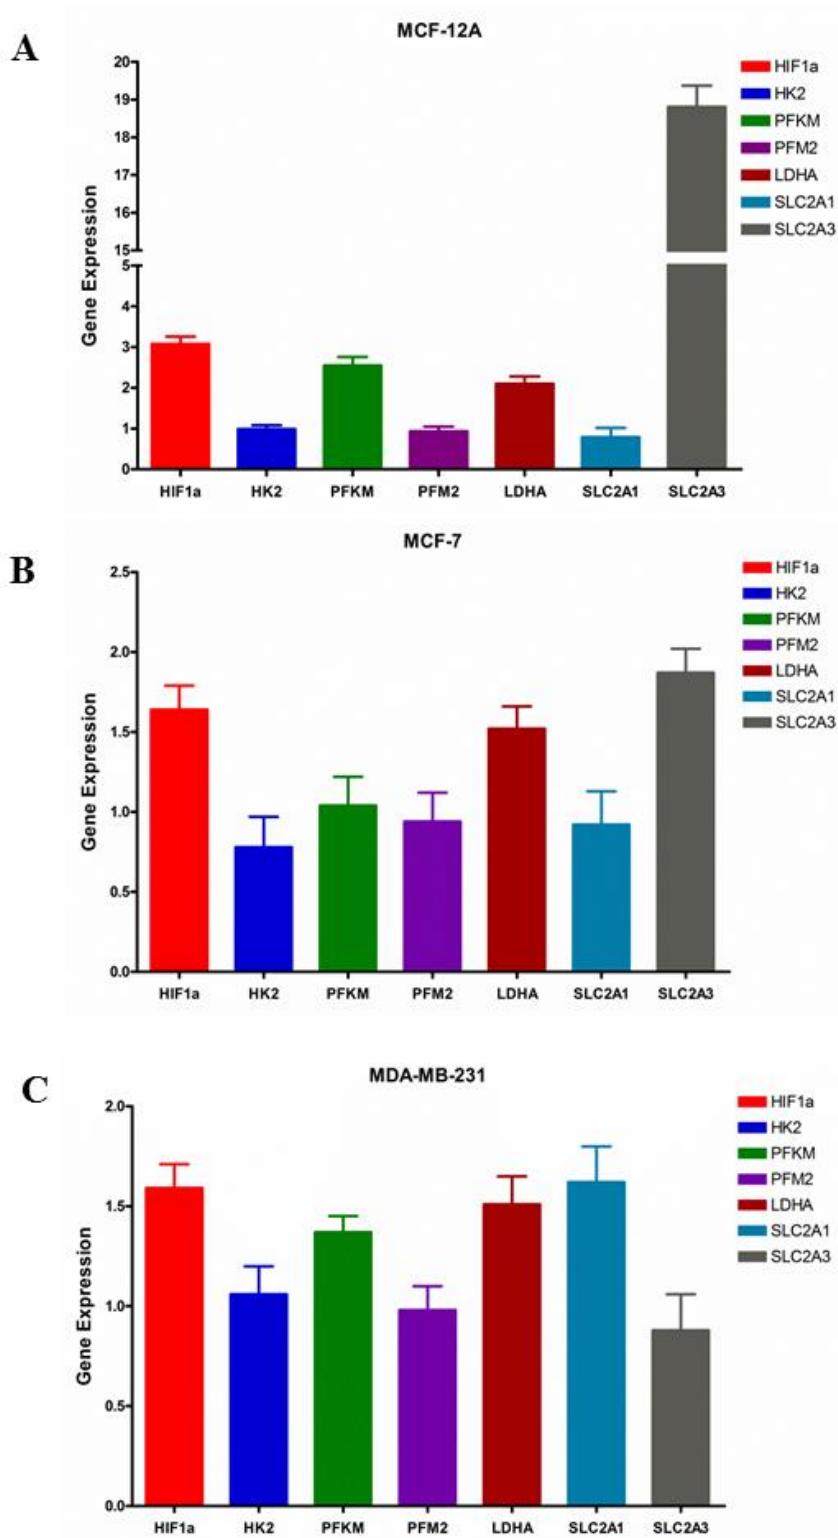 A
MCF-12A
20
19
18
17
16
15
5
4
3
2
1
0
Gene Expression
HIF1a
HK2
PFKM
PFM2
LDHA
SLC2A1
SLC2A3
HIF1a HK2 PFKM PFM2 LDHA SLC2A1 SLC2A3
B
MCF-7
2.5
2.0
1.5
1.0
0.5
0.0
Gene Expression
HIF1a
HK2
PFKM
PFM2
LDHA
SLC2A1
SLC2A3
HIF1a HK2 PFKM PFM2 LDHA SLC2A1 SLC2A3
C
MDA-MB-231
2.0
1.5
1.0
0.5
0.0
Gene Expression
HIF1a
HK2
PFKM
PFM2
LDHA
SLC2A1
SLC2A3
HIF1a HK2 PFKM PFM2 LDHA SLC2A1 SLC2A3